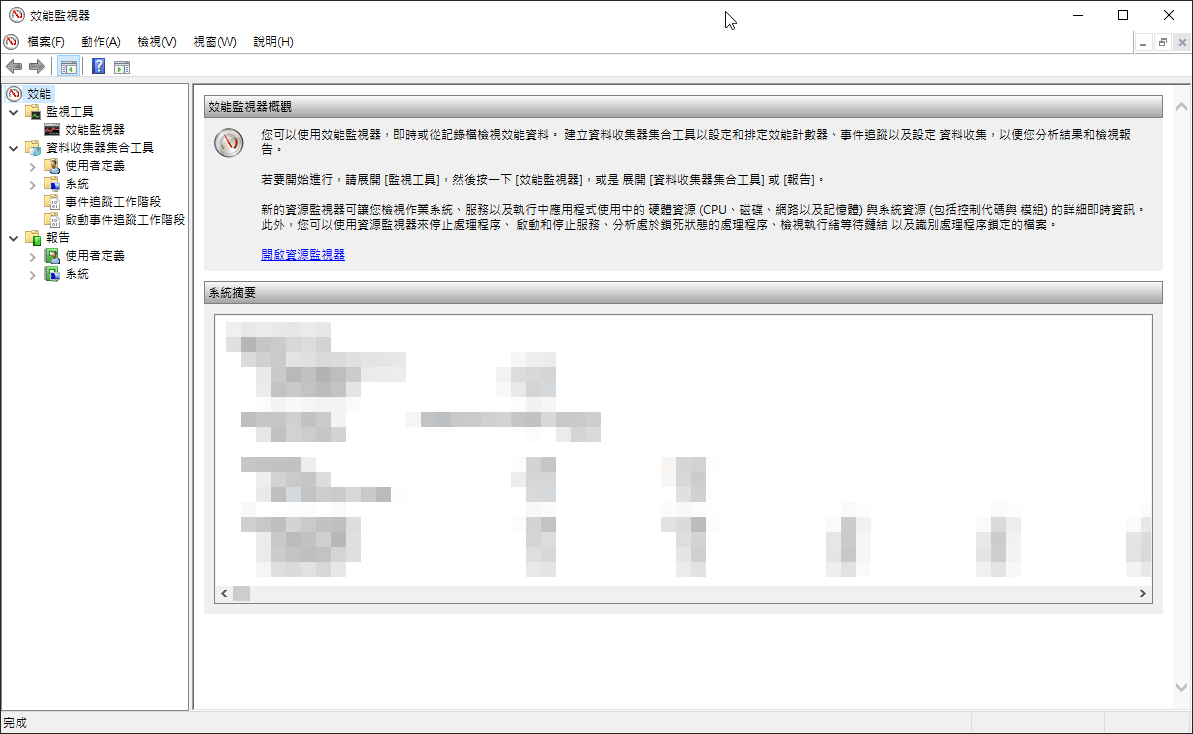 效能監視器
檔案(F) 動作(A) 檢視(V) 視窗(W) 說明(H)
效能
監視工具
效能監視器
資料收集器集合工具
使用者定義
系統
事件追蹤工作階段
啟動事件追蹤工作階段
報告
使用者定義
系統
效能監視器概觀
您可以使用效能監視器，即時或從記錄檔檢視效能資料。 建立資料收集器集合工具以設定和排定效能計數器、事件追蹤以及設定 資料收集，以便您分析結果和檢視報
告。
若要開始進行，請展開 [監視工具]，然後按一下 [效能監視器]，或是 展開 [資料收集器集合工具] 或 [報告]。
新的資源監視器可讓您檢視作業系統、服務以及執行中應用程式使用中的 硬體資源 (CPU、磁碟、網路以及記憶體) 與系統資源 (包括控制代碼與 模組) 的詳細即時資訊。
此外，您可以使用資源監視器來停止處理程序、 啟動和停止服務、分析處於鎖死狀態的處理程序、檢視執行緒等待鏈結 以及識別處理程序鎖定的檔案。
開啟資源監視器
系統摘要
完成